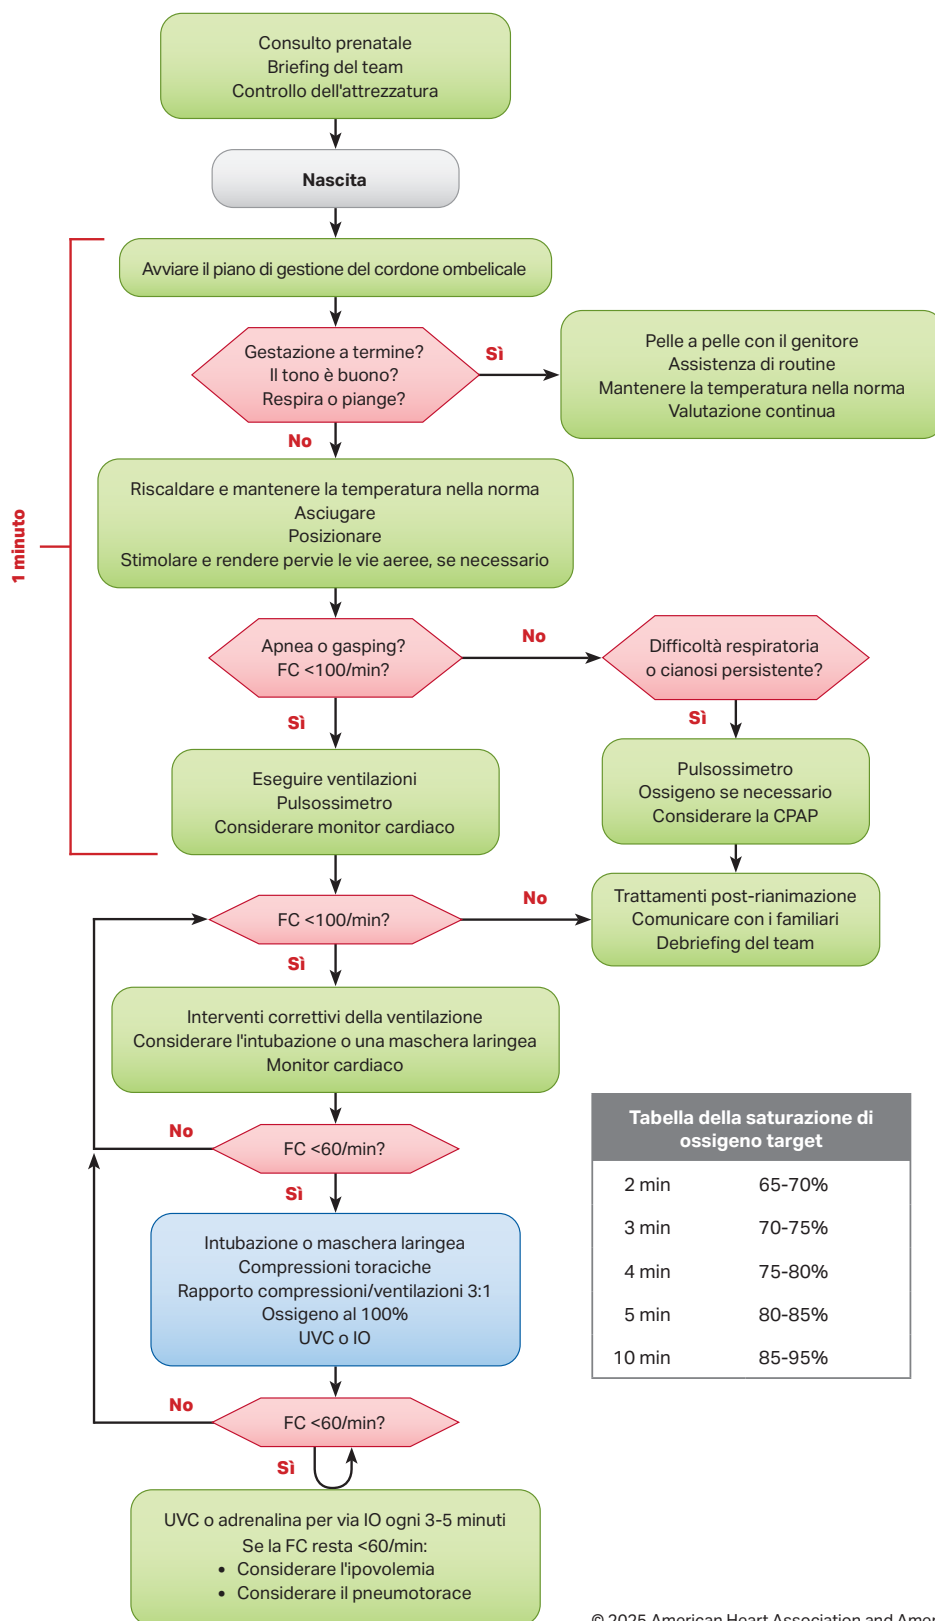 Consulto prenatale
Briefing del team
Controllo dell'attrezzatura
Nascita
1 minuto
Avviare il piano di gestione del cordone ombelicale
Gestazione a termine?
Il tono è buono?
Respira o piange?
Sì
Pelle a pelle con il genitore
Assistenza di routine
Mantenere la temperatura nella norma
Valutazione continua
No
Riscaldare e mantenere la temperatura nella norma
Asciugare
Posizionare
Stimolare e rendere pervie le vie aeree, se necessario
Apnea o gasping?
FC <100/min?
No
Difficoltà respiratoria
o cianosi persistente?
Sì
Sì
Eseguire ventilazioni
Pulsossimetro
Considerare monitor cardiaco
Pulsossimetro
Ossigeno se necessario
Considerare la CPAP
FC <100/min?
No
Trattamenti post-rianimazione
Comunicare con i familiari
Debriefing del team
Sì
Interventi correttivi della ventilazione
Considerare l'intubazione o una maschera laringea
Monitor cardiaco
No
FC <60/min?
Sì
Intubazione o maschera laringea
Compressioni toraciche
Rapporto compressioni/ventilazioni 3:1
Ossigeno al 100%
UVC o IO
No
FC <60/min?
Sì
UVC o adrenalina per via IO ogni 3-5 minuti
Se la FC resta <60/min:
• Considerare l'ipovolemia
• Considerare il pneumotorace
Tabella della saturazione di
ossigeno target
2 min 65-70%
3 min 70-75%
4 min 75-80%
5 min 80-85%
10 min 85-95%
© 2025 American Heart Association and Amer